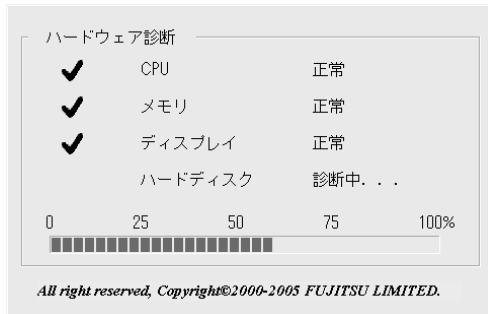 ハードウェア診断
CPU 正常
メモリ 正常
ディスプレイ 正常
ハードディスク 診断中. . .
0 25 50 75 100%
All right reserved, Copyright©2000-2005 FUJITSU LIMITED.